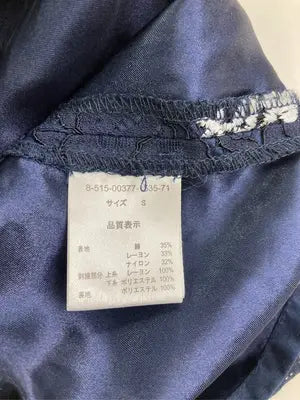 8-515-00377-535-71
サイズ S
品質表示
表地 綿 35%
レーヨン 33%
ナイロン 32%
刺繍部分 上糸 レーヨン 100%
下糸 ポリエステル 100%
裏地 ポリエステル 100%